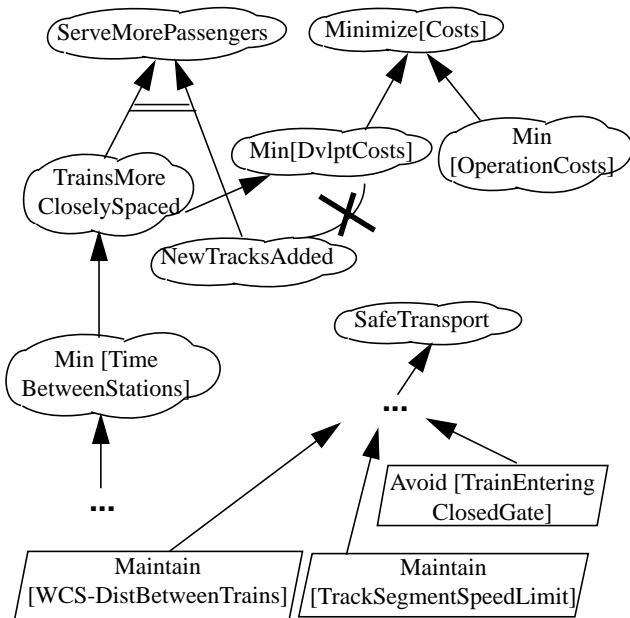 ServeMorePassengers
Minimize[Costs]
Min[DvlptCosts]
Min
[OperationCosts]
TrainsMore
CloselySpaced
NewTracksAdded
SafeTransport
Min [Time
BetweenStations]
...
...
Avoid [TrainEntering
ClosedGate]
Maintain
[WCS-DistBetweenTrains]
Maintain
[TrackSegmentSpeedLimit]